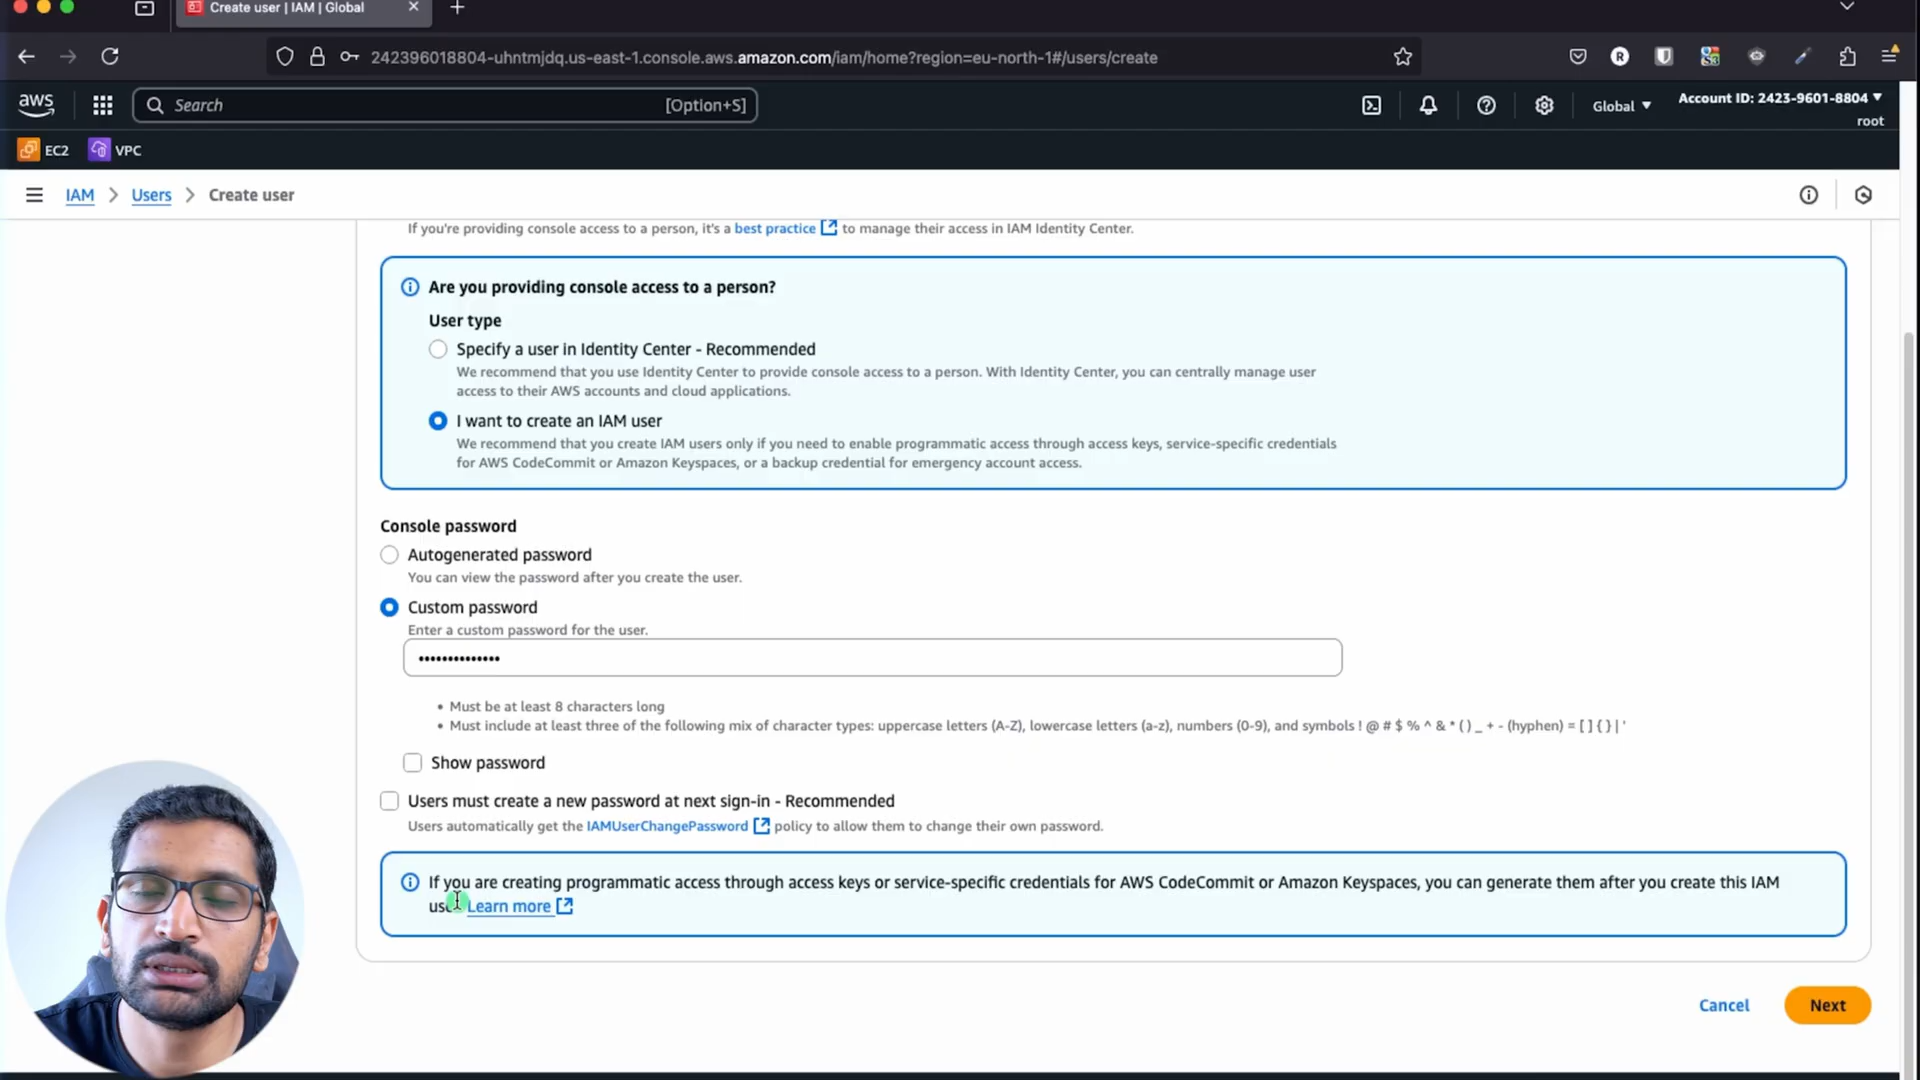 Create user | IAM | Global
242396018804-uhntmjdq.us-east-1.console.aws.amazon.com/iam/home?region=eu-north-1#/users/create
aws
Search
[Option+S]
Global
Account ID: 2423-9601-8804
root
EC2
VPC
IAM
Users
Create user
If you're providing console access to a person, it's a best practice to manage their access in IAM Identity Center.
Are you providing console access to a person?
User type
Specify a user in Identity Center - Recommended
We recommend that you use Identity Center to provide console access to a person. With Identity Center, you can centrally manage user
access to their AWS accounts and cloud applications.
I want to create an IAM user
We recommend that you create IAM users only if you need to enable programmatic access through access keys, service-specific credentials
for AWS CodeCommit or Amazon Keyspaces, or a backup credential for emergency account access.
Console password
Autogenerated password
You can view the password after you create the user.
Custom password
Enter a custom password for the user.
••••••••••••••
• Must be at least 8 characters long
• Must include at least three of the following mix of character types: uppercase letters (A-Z), lowercase letters (a-z), numbers (0-9), and symbols ! @ # $ % ^ & * ( ) _ + - (hyphen) = [ ] { } | '
Show password
Users must create a new password at next sign-in - Recommended
Users automatically get the IAMUserChangePassword policy to allow them to change their own password.
If you are creating programmatic access through access keys or service-specific credentials for AWS CodeCommit or Amazon Keyspaces, you can generate them after you create this IAM
Learn more
Cancel
Next